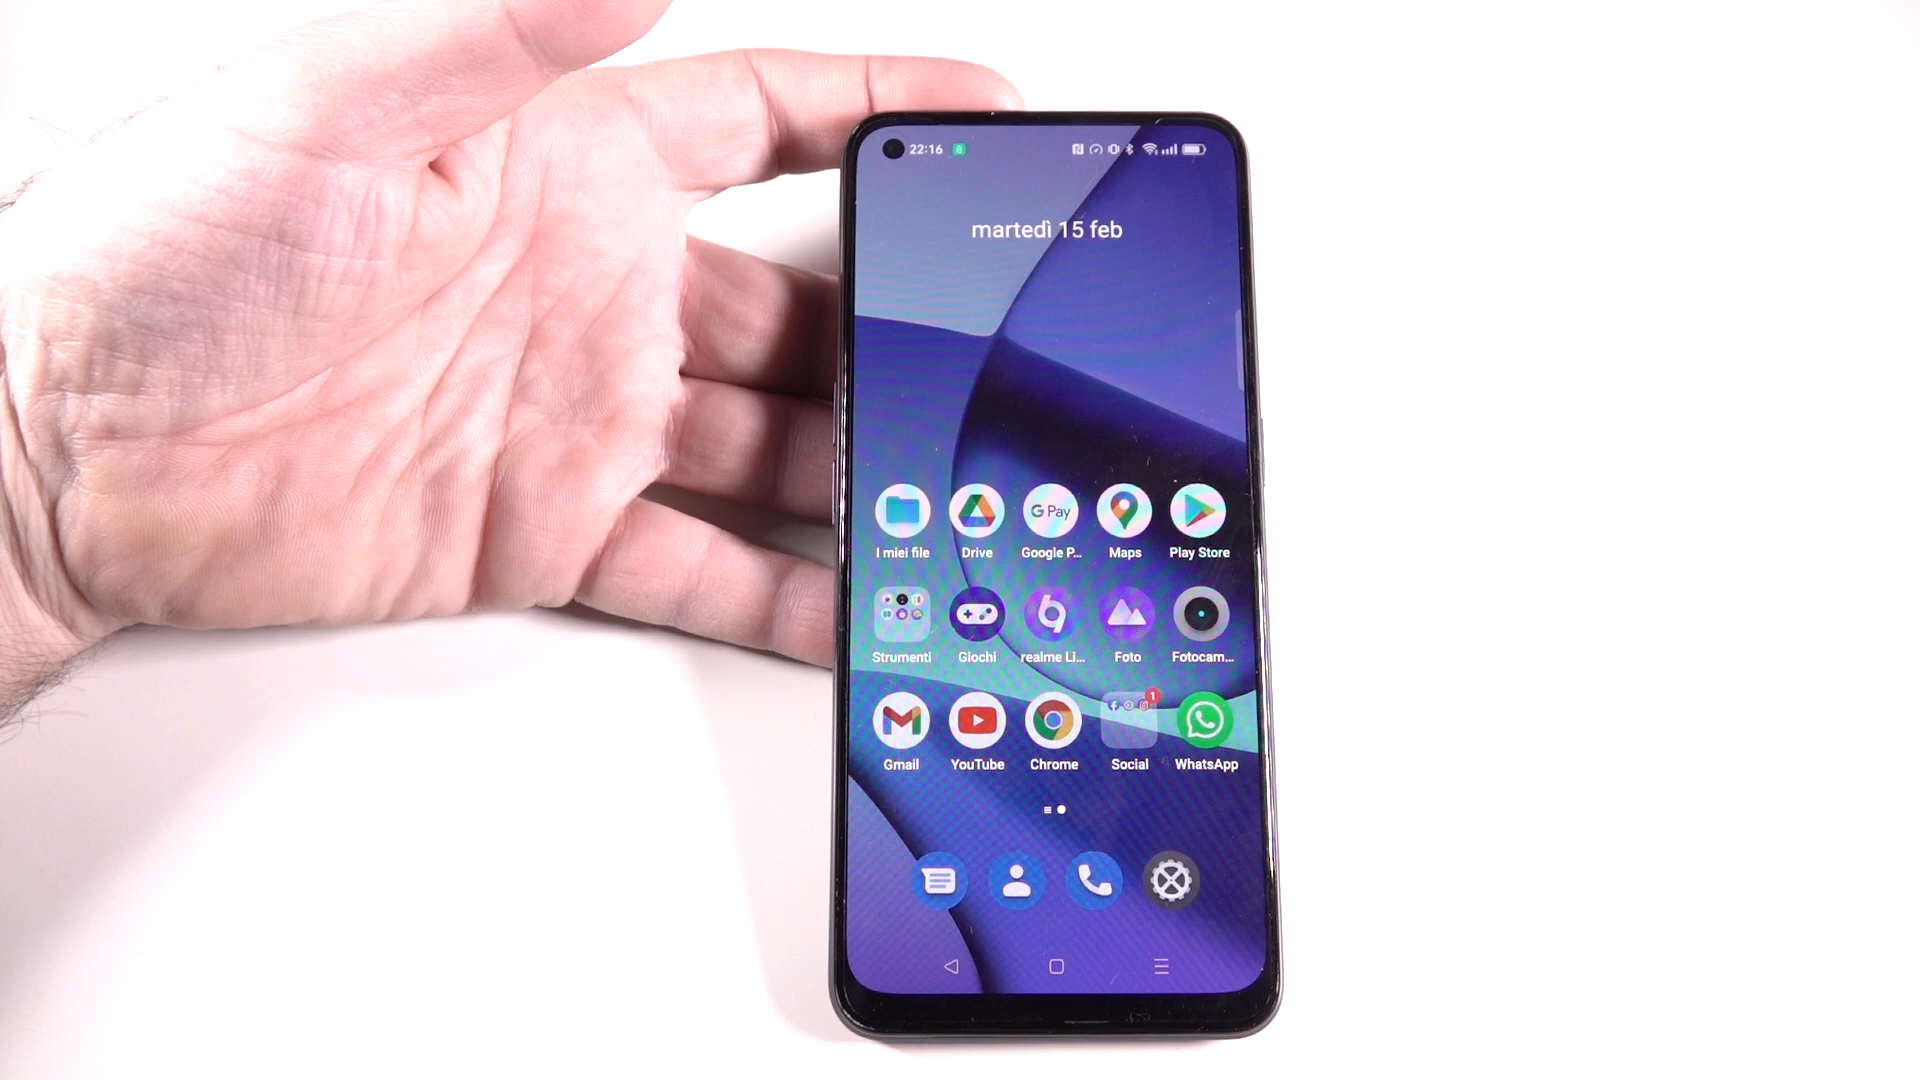 22:16
martedì 15 feb
G Pay
I miei file
Drive
Google P...
Maps
Play Store
Strumenti
Giochi
realme Li...
Foto
Fotocam...
1
Gmail
YouTube
Chrome
Social
WhatsApp